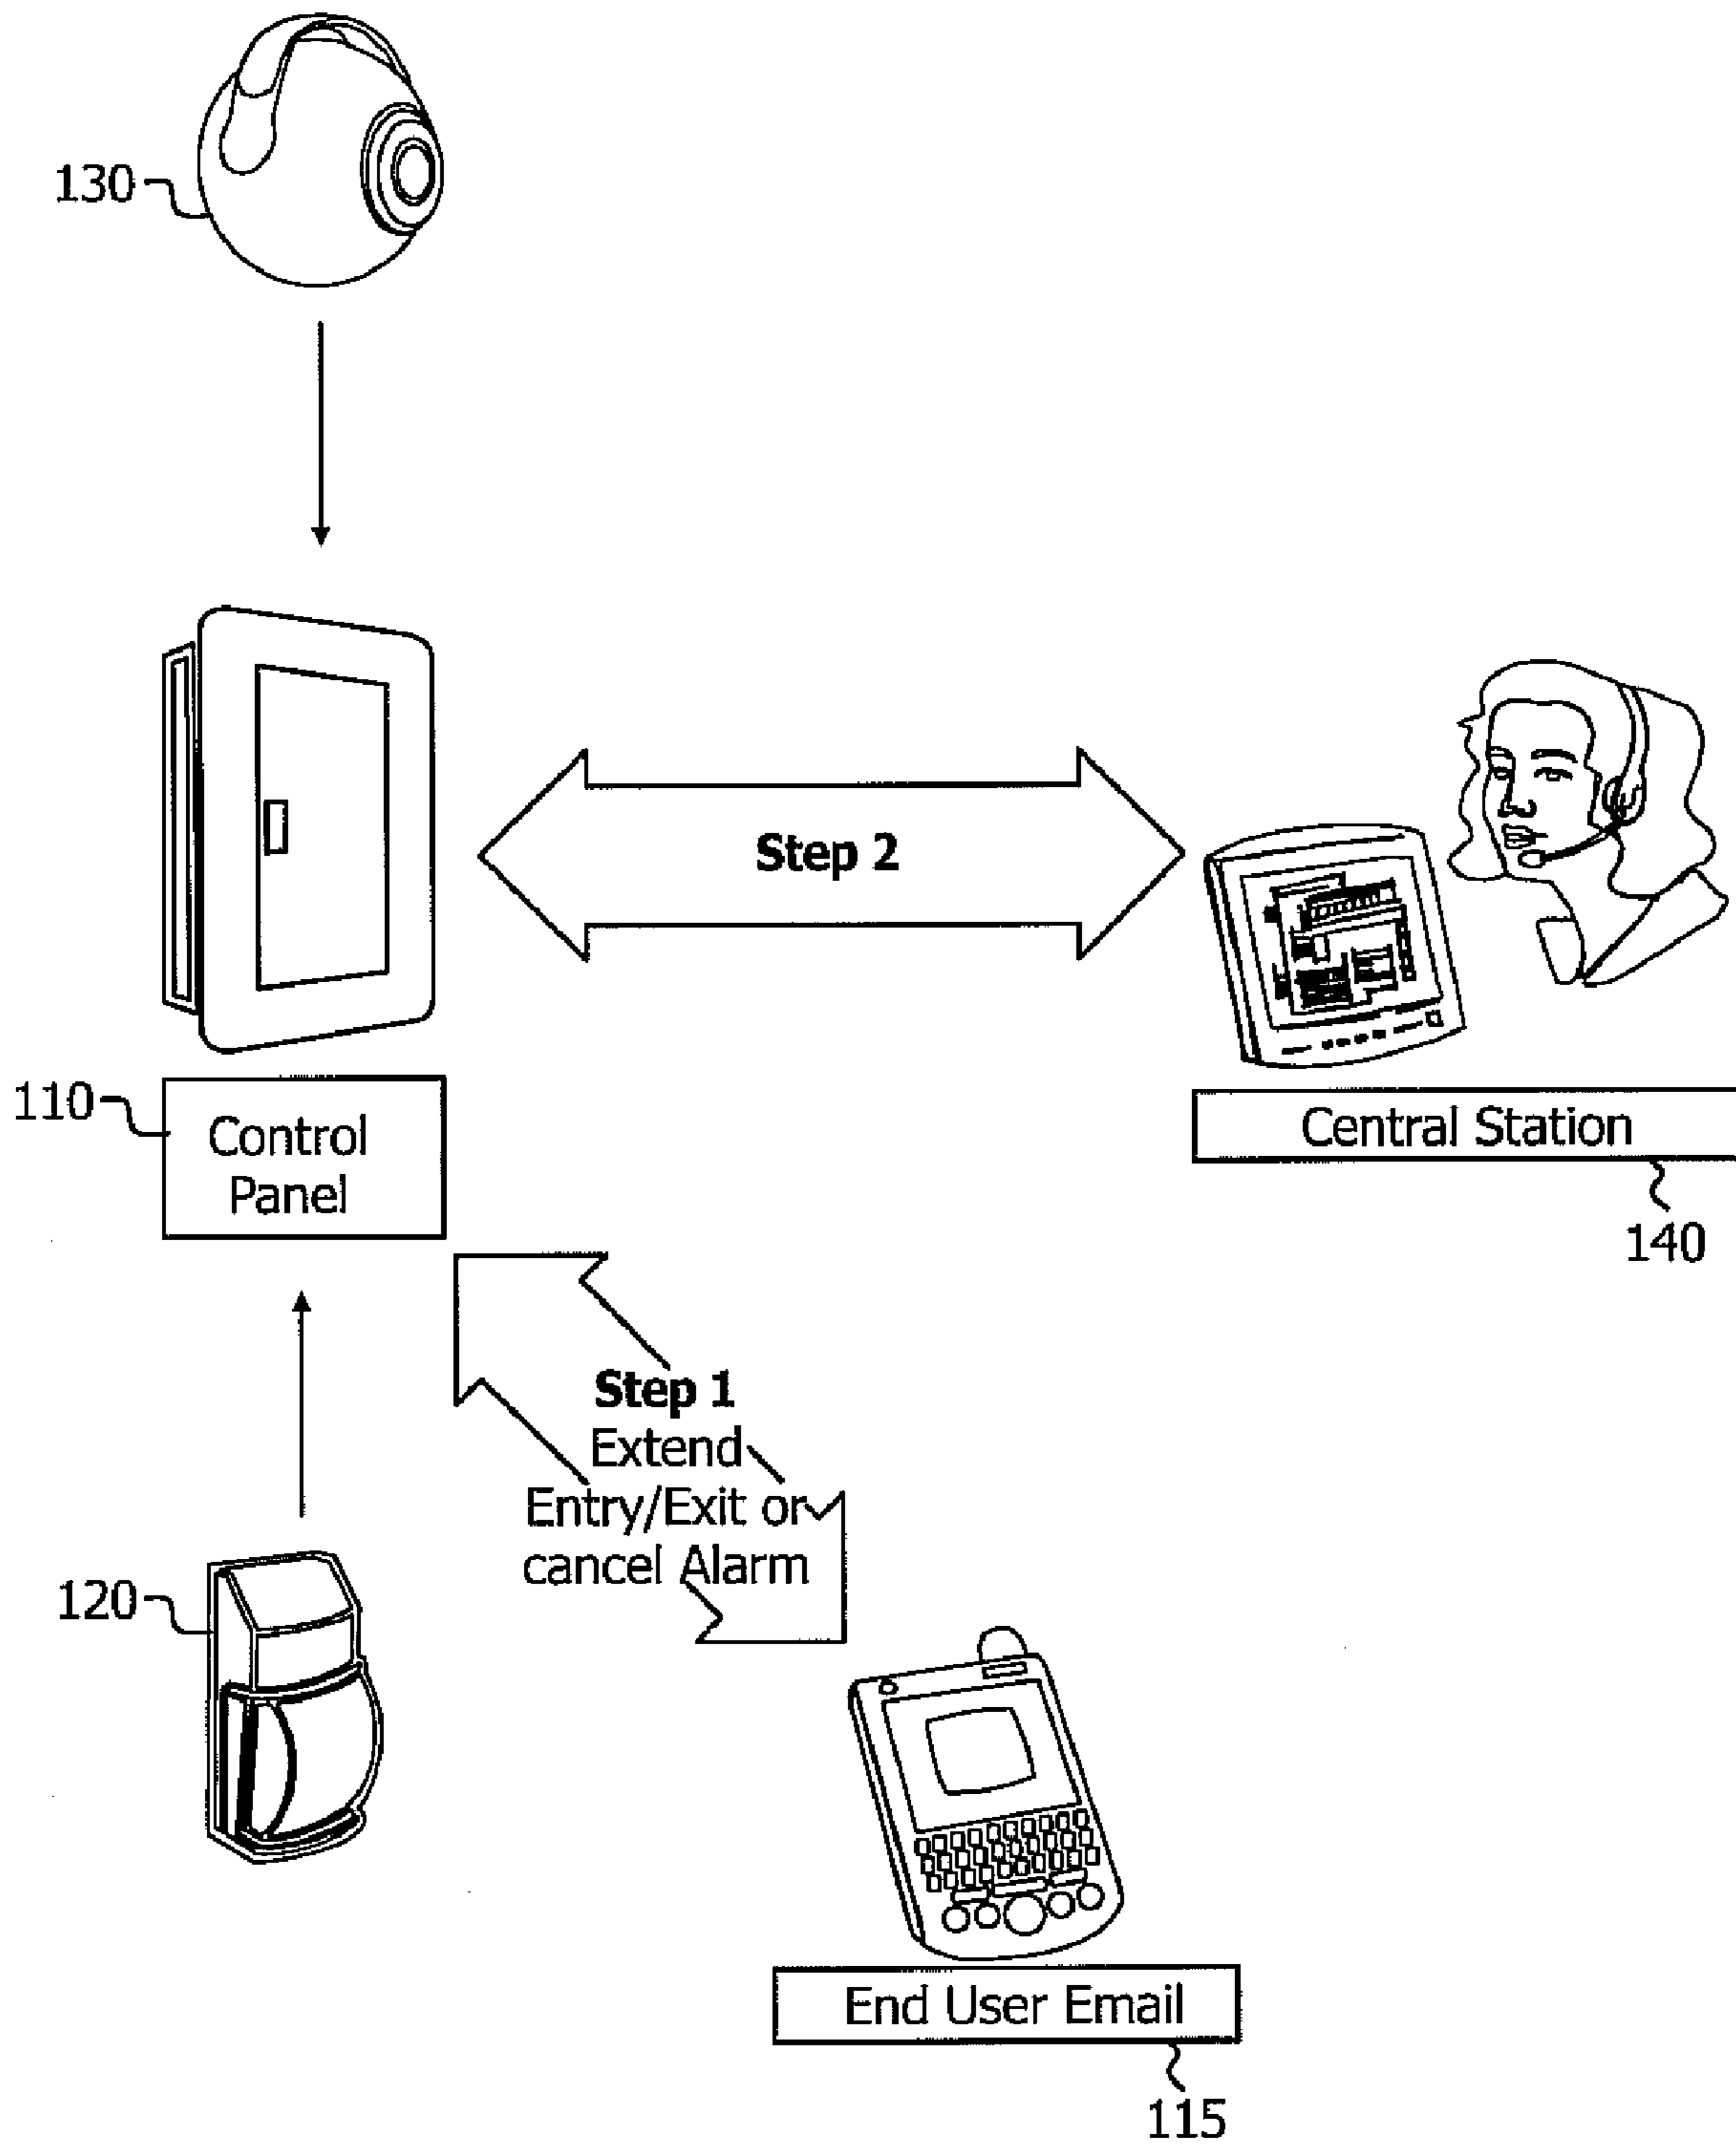 130
Step 2
110
Control
Panel
Central Station
140
Step 1
Extend
Entry/Exit or
cancel Alarm
120
End User Email
115